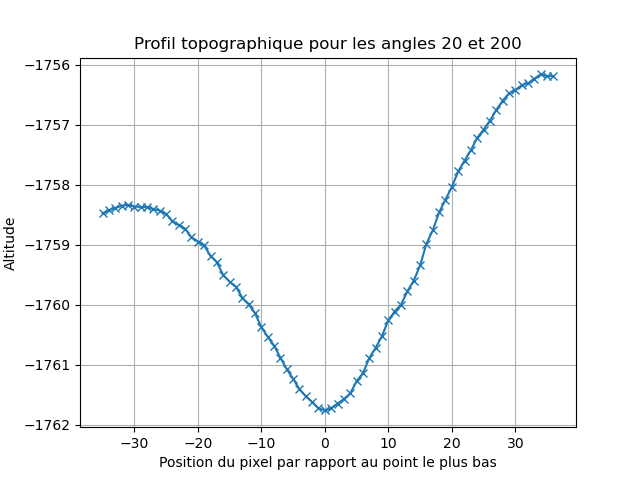 Profil topographique pour les angles 20 et 200
Altitude
−1756
−1757
−1758
−1759
−1760
−1761
−1762
−30 −20 −10 0 10 20 30
Position du pixel par rapport au point le plus bas